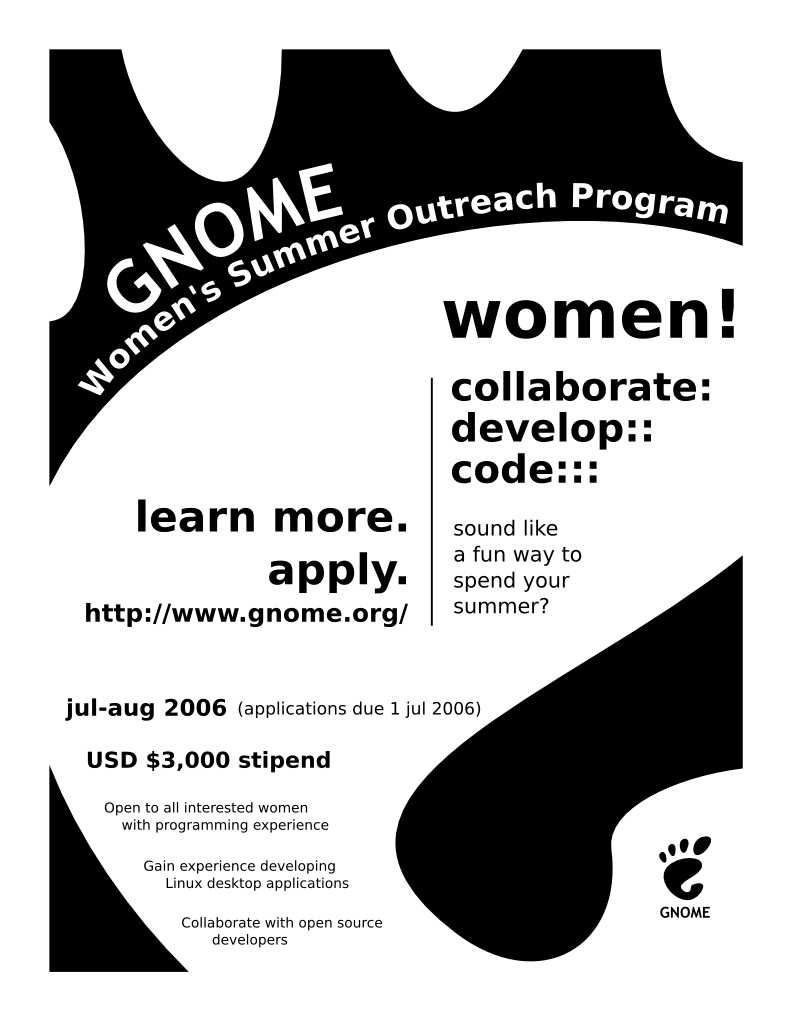 GNOME
Women's Summer Outreach Program
women!
collaborate:
develop::
code:::
sound like
a fun way to
spend your
summer?
learn more.
apply.
http://www.gnome.org/
jul-aug 2006 (applications due 1 jul 2006)
USD $3,000 stipend
Open to all interested women
with programming experience
Gain experience developing
Linux desktop applications
Collaborate with open source
developers
GNOME